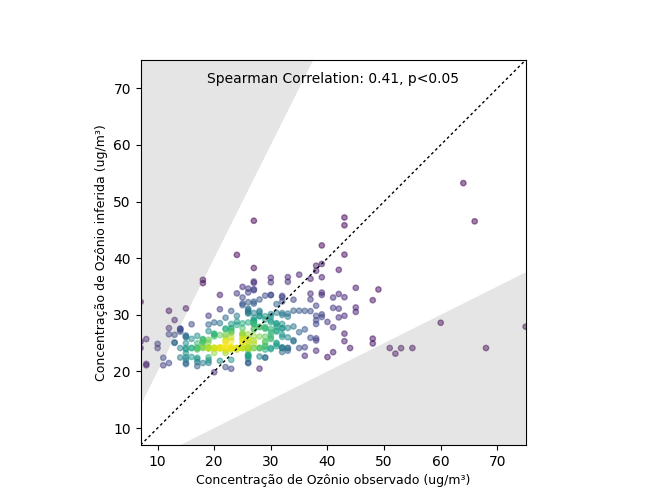 Spearman Correlation: 0.41, p<0.05
Concentração de Ozônio inferida (ug/m³)
70
60
50
40
30
20
10
10 20 30 40 50 60 70
Concentração de Ozônio observado (ug/m³)